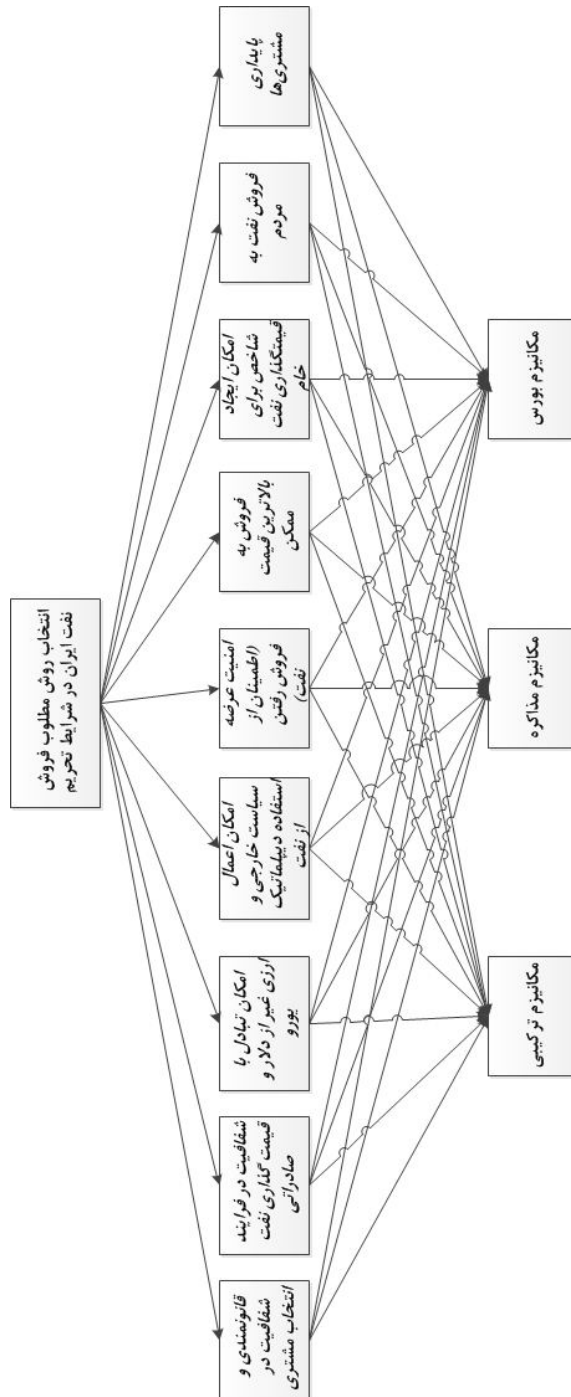 انتخاب روش مطلوب فروش
نفت ایران در شرایط تحریم
پایداری
مشتری‌ها
فروش نفت به
مردم
امکان ایجاد
شاخص برای
قیمتگذاری نفت
خام
فروش به
بالاترین قیمت
ممکن
امنیت عرضه
(اطمینان از
فروش رفتن
نفت)
امکان اعمال
سیاست خارجی و
استفاده دیپلماتیک
از نفت
امکان تبادل با
ارزی غیر از دلار و
یورو
شفافیت در فرایند
قیمت گذاری نفت
صادراتی
قانونمندی و
شفافیت در
انتخاب مشتری
مکانیزم بورس
مکانیزم مذاکره
مکانیزم ترکیبی